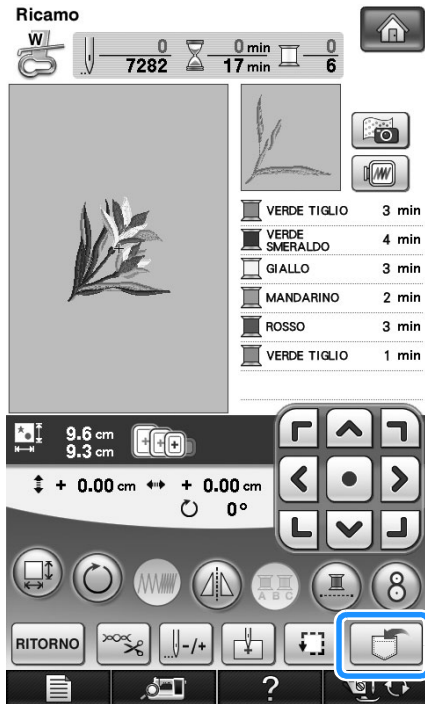 Ricamo
W
0 0 min 0
7282 17 min 6
VERDE TIGLIO 3 min
VERDE SMERALDO 4 min
GIALLO 3 min
MANDARINO 2 min
ROSSO 3 min
VERDE TIGLIO 1 min
9.6 cm
9.3 cm
+ 0.00 cm + 0.00 cm
0°
A B C
8
RITORNO -/+
?